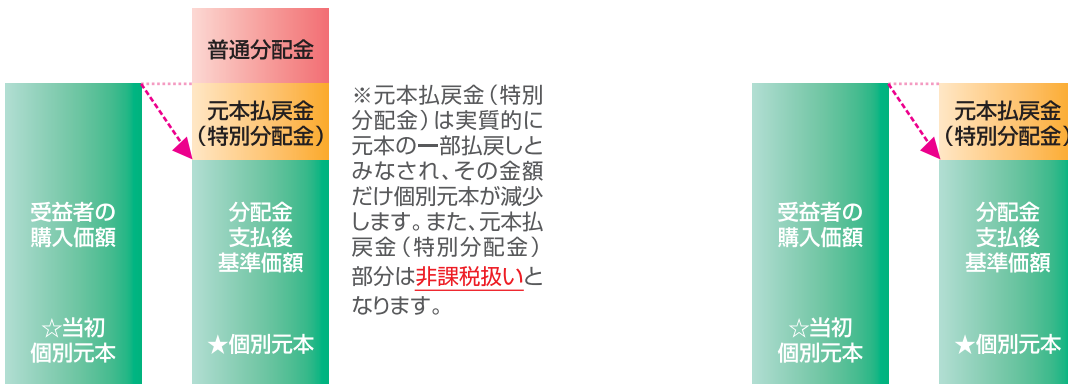 普通分配金
元本払戻金
（特別分配金）
受益者の
購入価額
☆当初
個別元本
分配金
支払後
基準価額
★個別元本
※元本払戻金（特別
分配金）は実質的に
元本の一部払戻しと
みなされ、その金額
だけ個別元本が減少
します。また、元本払
戻金（特別分配金）
部分は非課税扱いと
なります。
元本払戻金
（特別分配金）
受益者の
購入価額
☆当初
個別元本
分配金
支払後
基準価額
★個別元本